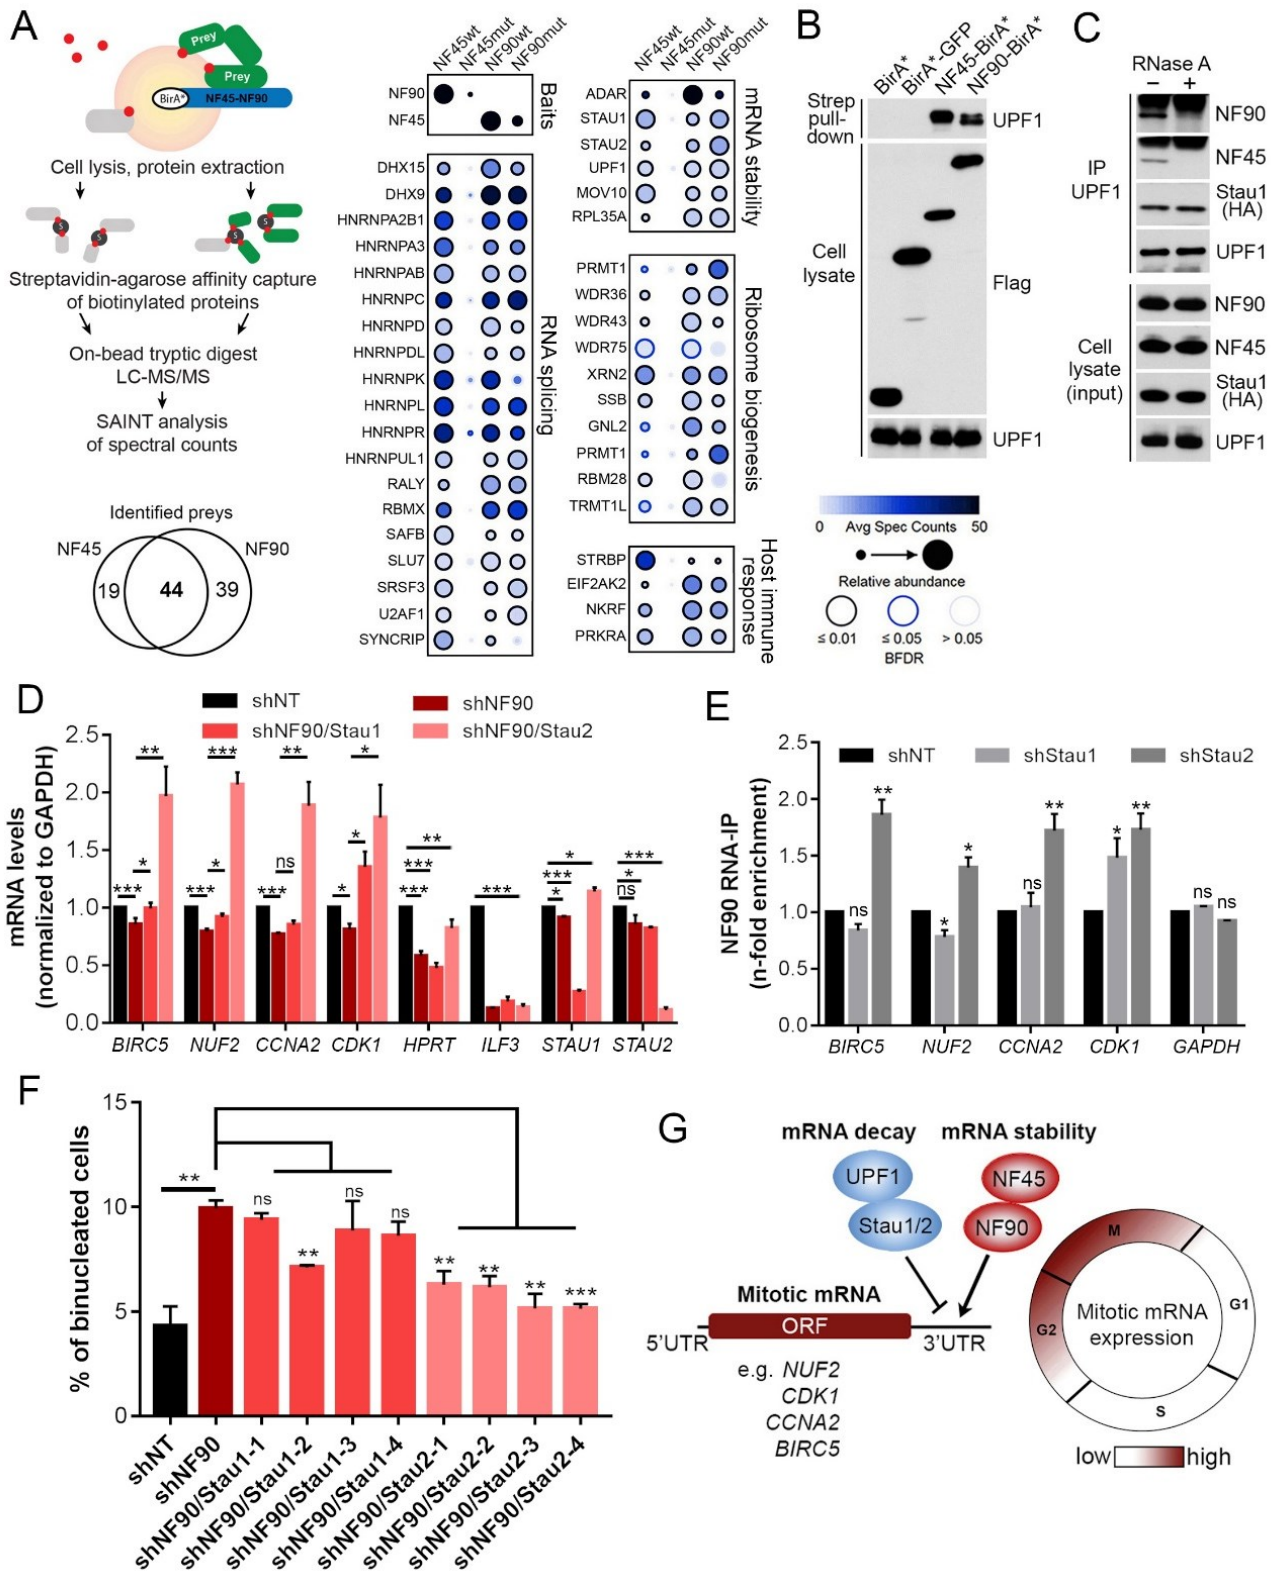 A
Prey
Prey
BirA*
NF45-NF90
Cell lysis, protein extraction
S
S
S
S
Streptavidin-agarose affinity capture
of biotinylated proteins
On-bead tryptic digest
LC-MS/MS
SAINT analysis
of spectral counts
Identified preys
NF45
NF90
19
44
39
NF45wt
NF45mut
NF90wt
NF90mut
NF90
NF45
Baits
DHX15
DHX9
HNRNPA2B1
HNRNPA3
HNRNPAB
HNRNPC
HNRNPD
HNRNPDL
HNRNPK
HNRNPL
HNRNPR
HNRNPUL1
RALY
RBMX
SAFB
SLU7
SRSF3
U2AF1
SYNCRIP
RNA splicing
NF45wt
NF45mut
NF90wt
NF90mut
ADAR
STAU1
STAU2
UPF1
MOV10
RPL35A
mRNA stability
PRMT1
WDR36
WDR43
WDR75
XRN2
SSB
GNL2
PRMT1
RBM28
TRMT1L
Ribosome biogenesis
STRBP
EIF2AK2
NKRF
PRKRA
Host immune
response
B
BirA*
BirA*-GFP
NF45-BirA*
NF90-BirA*
Strep
pull-
down
UPF1
Cell
lysate
Flag
UPF1
0 Avg Spec Counts 50
Relative abundance
≤ 0.01 ≤ 0.05 > 0.05
BFDR
C
RNase A
− +
IP
UPF1
NF90
NF45
Stau1
(HA)
UPF1
Cell
lysate
(input)
NF90
NF45
Stau1
(HA)
UPF1
D
shNT
shNF90
shNF90/Stau1
shNF90/Stau2
mRNA levels
(normalized to GAPDH)
2.5
2.0
1.5
1.0
0.5
0.0
*** * **
*** * ***
*** ns **
* * *
*** *** **
***
* *** *
ns * ***
BIRC5 NUF2 CCNA2 CDK1 HPRT ILF3 STAU1 STAU2
E
shNT shStau1 shStau2
NF90 RNA-IP
(n-fold enrichment)
2.5
2.0
1.5
1.0
0.5
0.0
ns **
* *
ns **
* **
ns ns
BIRC5 NUF2 CCNA2 CDK1 GAPDH
F
% of binucleated cells
15
10
5
0
** ns ** ns ns ** ** ** ***
shNT
shNF90
shNF90/Stau1-1
shNF90/Stau1-2
shNF90/Stau1-3
shNF90/Stau1-4
shNF90/Stau2-1
shNF90/Stau2-2
shNF90/Stau2-3
shNF90/Stau2-4
G
mRNA decay mRNA stability
UPF1
Stau1/2
NF45
NF90
Mitotic mRNA
ORF
5'UTR
3'UTR
e.g. NUF2
CDK1
CCNA2
BIRC5
M
G1
G2
S
Mitotic mRNA
expression
low
high